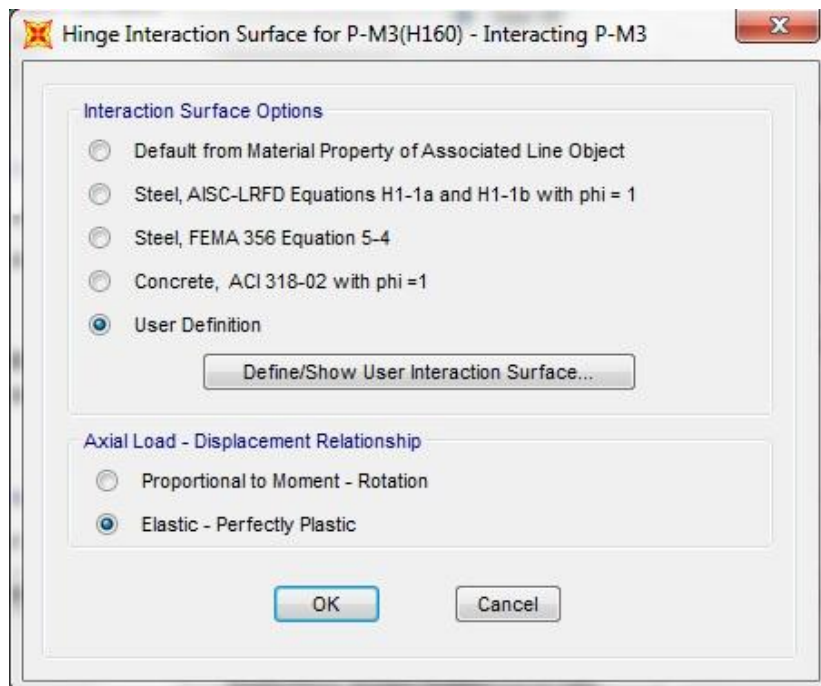 Hinge Interaction Surface for P-M3(H160) - Interacting P-M3
Interaction Surface Options
Default from Material Property of Associated Line Object
Steel, AISC-LRFD Equations H1-1a and H1-1b with phi = 1
Steel, FEMA 356 Equation 5-4
Concrete, ACI 318-02 with phi =1
User Definition
Define/Show User Interaction Surface...
Axial Load - Displacement Relationship
Proportional to Moment - Rotation
Elastic - Perfectly Plastic
OK Cancel